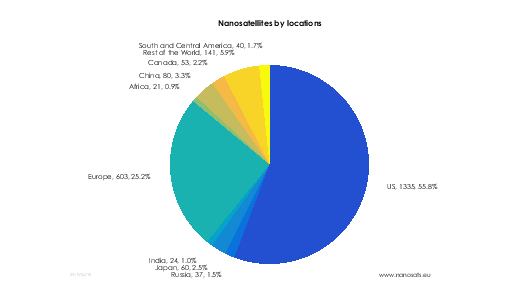 Nanosatellites by locations
South and Central America, 40, 1.7%
Rest of the World, 141, 5.9%
Canada, 53, 2.2%
China, 80, 3.3%
Africa, 21, 0.9%
Europe, 603, 25.2%
US, 1335, 55.8%
India, 24, 1.0%
Japan, 60, 2.5%
Russia, 37, 1.5%
www.nanosats.eu